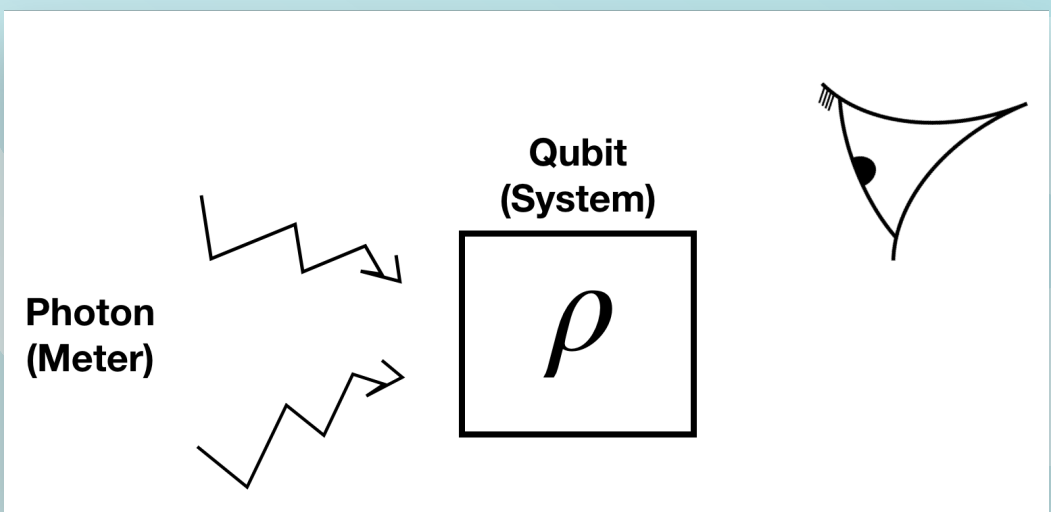 Qubit
(System)
Photon
(Meter)
ρ